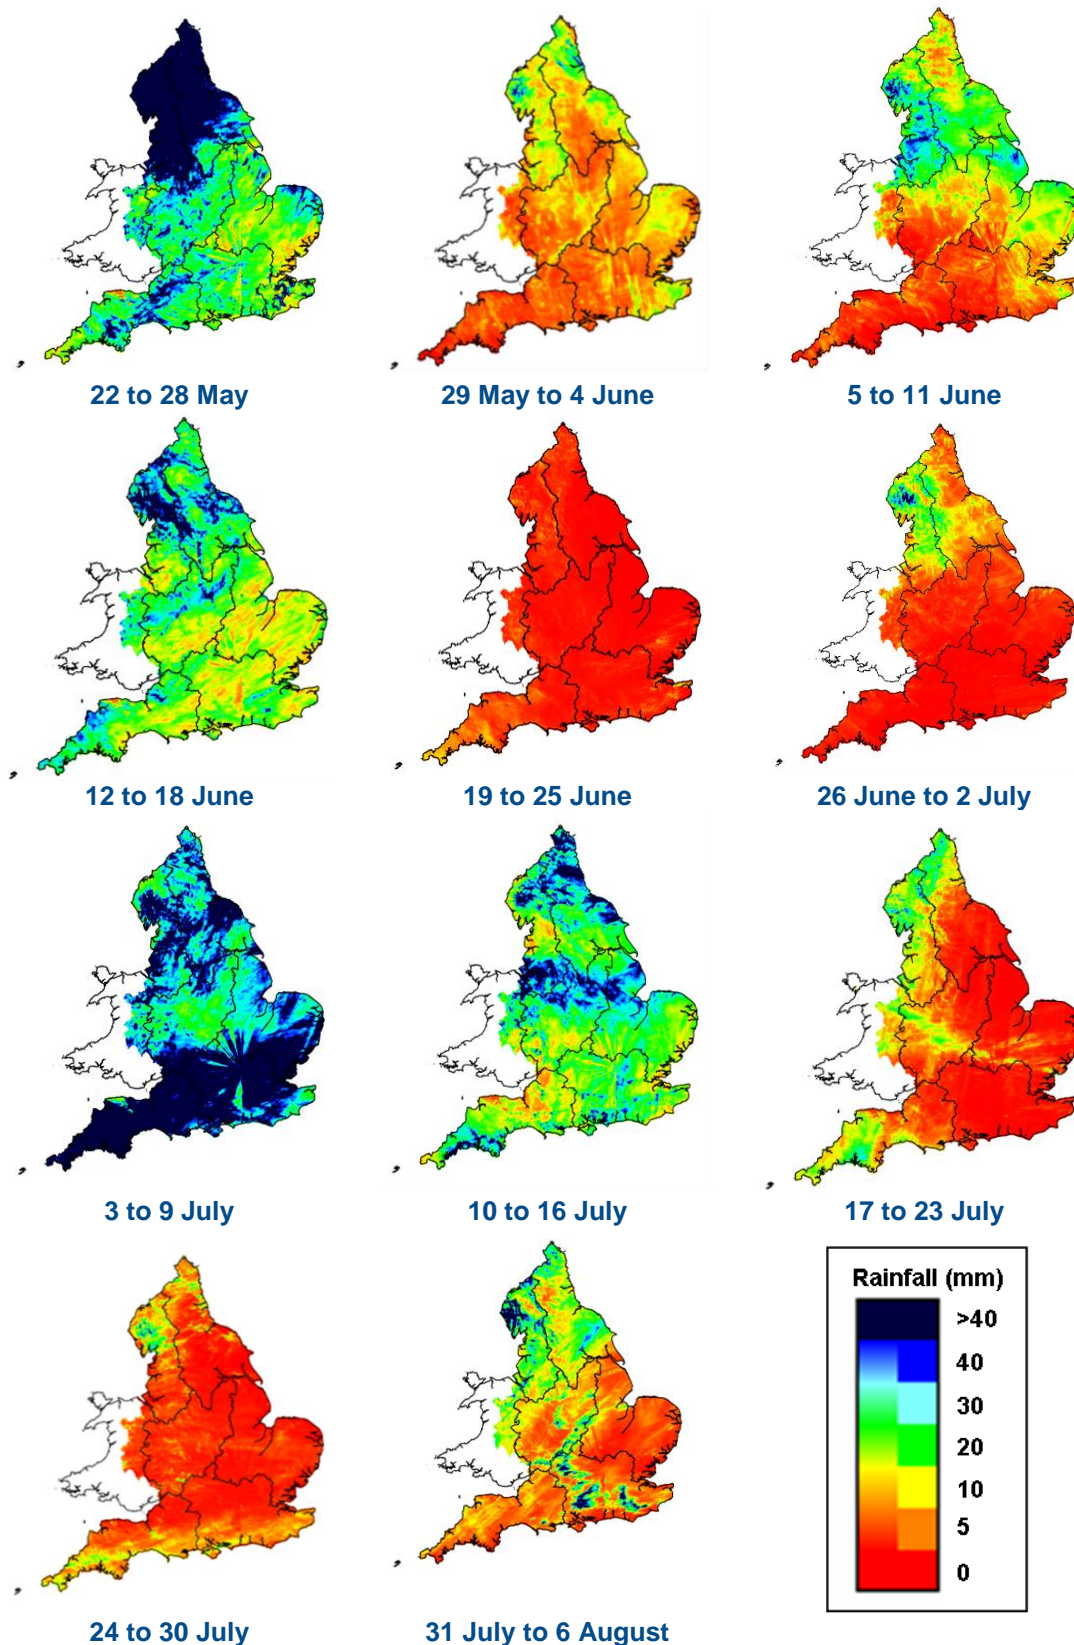 22 to 28 May
29 May to 4 June
5 to 11 June
12 to 18 June
19 to 25 June
26 June to 2 July
3 to 9 July
10 to 16 July
17 to 23 July
24 to 30 July
31 July to 6 August
Rainfall (mm)
>40
40
30
20
10
5
0